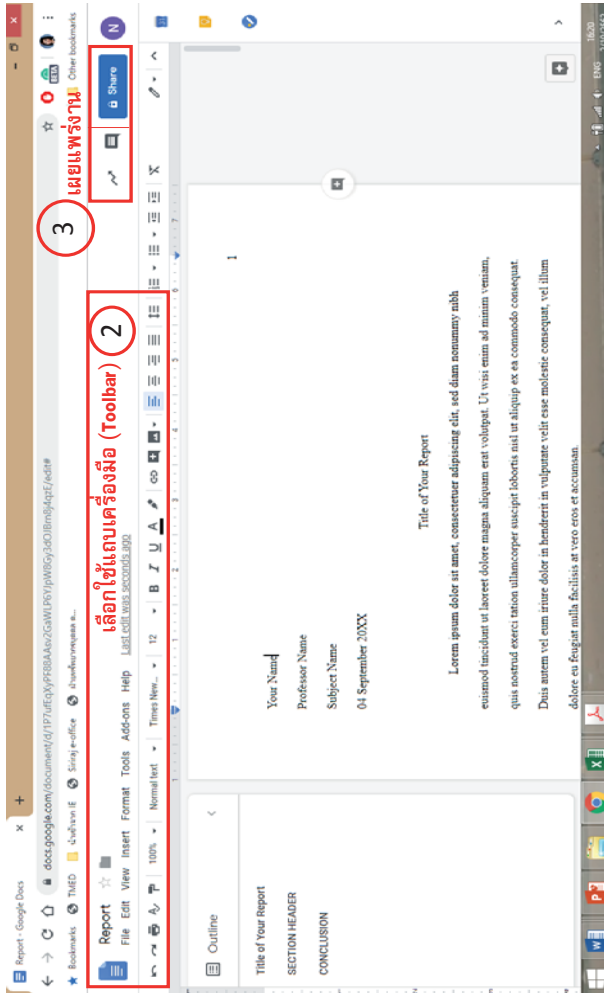 Report - Google Docs
docs.google.com/document/d/1P7uffEqXyPF88AAsv2GaWLP6YJpW8Gy3dOJBm8j4qzE/edit#
Bookmarks
TMED
Siriraj e-office
Other bookmarks
BETA
③ เผยแพร่งาน
Report
File Edit View Insert Format Tools Add-ons Help
Last edit was seconds ago
Share
N
เลือกใช้แถบเครื่องมือ (Toolbar) ②
100%
Normal text
Times New...
12
B I U A
Outline
Title of Your Report
SECTION HEADER
CONCLUSION
1
Your Name
Professor Name
Subject Name
04 September 20XX
Title of Your Report
Lorem ipsum dolor sit amet, consectetuer adipiscing elit, sed diam nonummy nibh
euismod tincidunt ut laoreet dolore magna aliquam erat volutpat. Ut wisi enim ad minim veniam,
quis nostrud exerci tation ullamcorper suscipit lobortis nisl ut aliquip ex ea commodo consequat.
Duis autem vel eum iriure dolor in hendrerit in vulputate velit esse molestie consequat, vel illum
dolore eu feugiat nulla facilisis at vero eros et accumsan.
ENG
16:20